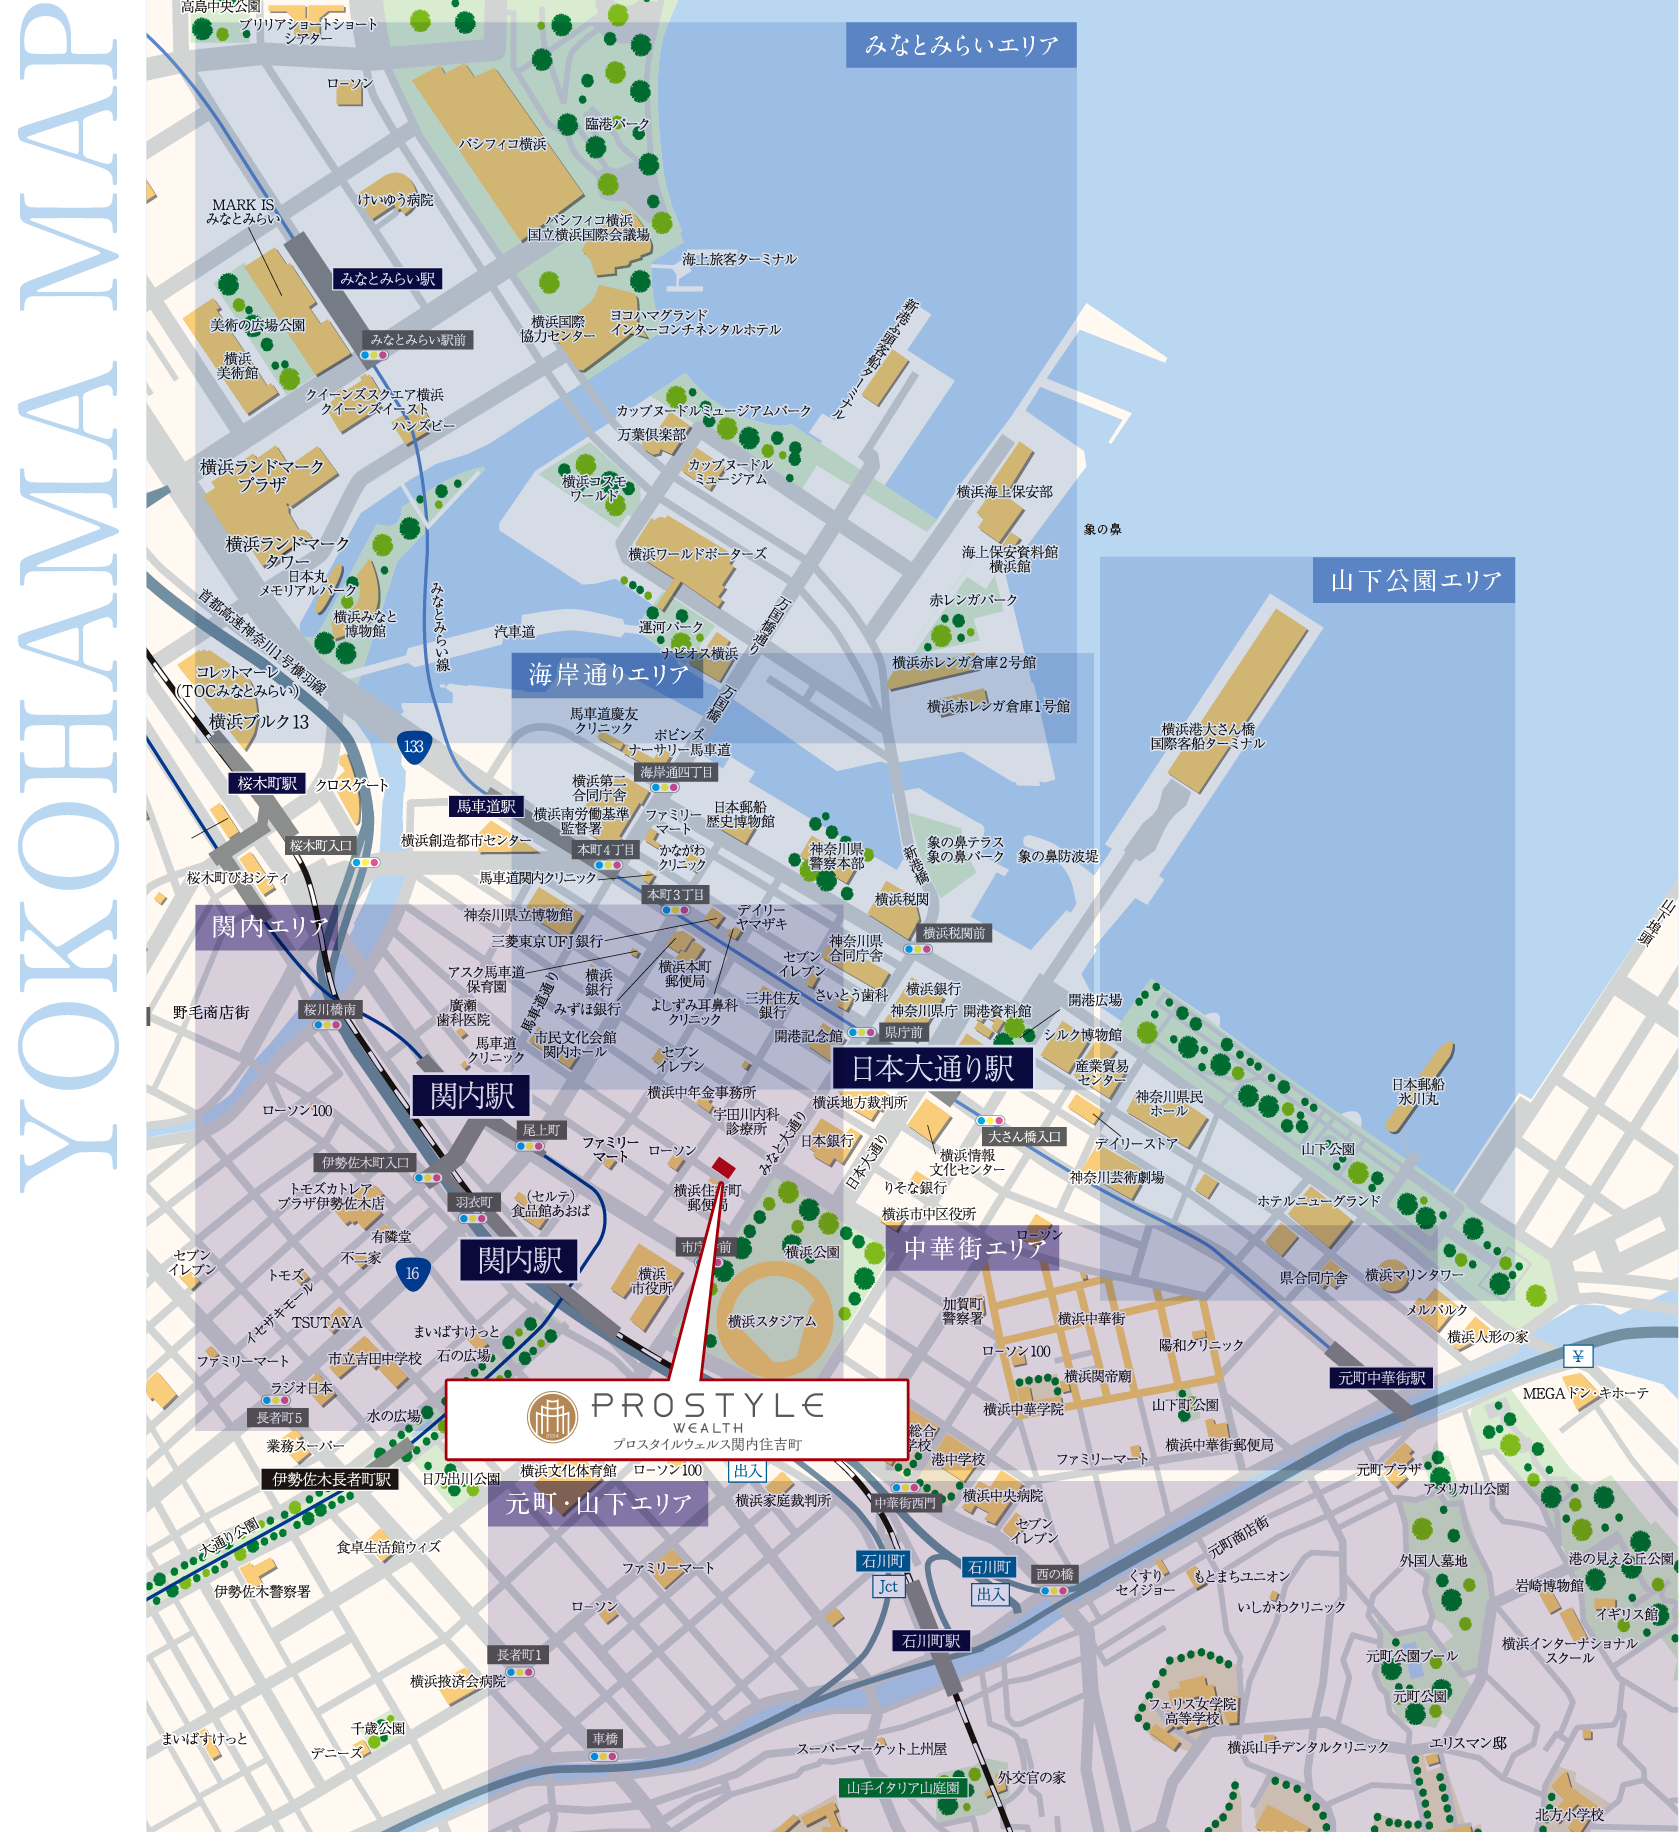 YOKOHAMA MAP
高島中央公園
ブリリアショートショート
シアター
みなとみらいエリア
ローソン
臨港パーク
パシフィコ横浜
MARK IS
みなとみらい
けいゆう病院
パシフィコ横浜
国立横浜国際会議場
海上旅客ターミナル
みなとみらい駅
美術の広場公園
横浜国際
協力センター
ヨコハマグランド
インターコンチネンタルホテル
新港ふ頭客船ターミナル
みなとみらい駅前
横浜
美術館
クイーンズスクエア横浜
クイーンズイースト
ハンズビー
カップヌードルミュージアムパーク
万葉倶楽部
横浜ランドマーク
プラザ
カップヌードル
ミュージアム
横浜コスモ
ワールド
横浜海上保安部
象の鼻
横浜ランドマーク
タワー
横浜ワールドポーターズ
海上保安資料館
横浜館
日本丸
メモリアルパーク
山下公園エリア
首都高速神奈川1号横羽線
みなとみらい線
万国橋通り
赤レンガパーク
横浜みなと
博物館
汽車道
運河パーク
ナビオス横浜
横浜赤レンガ倉庫2号館
コレットマーレ
(TOCみなとみらい)
海岸通りエリア
万国橋
横浜赤レンガ倉庫1号館
横浜ブルク13
馬車道慶友
クリニック
ポピンズ
ナーサリー馬車道
横浜港大さん橋
国際客船ターミナル
133
桜木町駅
クロスゲート
海岸通四丁目
横浜第二
合同庁舎
馬車道駅
横浜南労働基準
監督署
ファミリー
マート
日本郵船
歴史博物館
桜木町入口
横浜創造都市センター
本町4丁目
かながわ
クリニック
神奈川県
警察本部
新港橋
象の鼻テラス
象の鼻パーク
象の鼻防波堤
桜木町ぴおシティ
馬車道関内クリニック
本町3丁目
横浜税関
関内エリア
神奈川県立博物館
デイリー
ヤマザキ
横浜税関前
山下埠頭
三菱東京UFJ銀行
神奈川県
合同庁舎
セブン
イレブン
アスク馬車道
保育園
横浜
銀行
横浜本町
郵便局
馬車道通り
みずほ銀行
よしずみ耳鼻科
クリニック
三井住友
銀行
さいとう歯科
横浜銀行
神奈川県庁
開港資料館
開港広場
野毛商店街
桜川橋南
廣瀬
歯科医院
開港記念館
県庁前
シルク博物館
馬車道
クリニック
市民文化会館
関内ホール
セブン
イレブン
日本大通り駅
産業貿易
センター
関内駅
横浜中年金事務所
横浜地方裁判所
神奈川県民
ホール
日本郵船
氷川丸
ローソン100
宇田川内科
診療所
みなと大通り
尾上町
ファミリー
マート
ローソン
日本銀行
日本大通り
大さん橋入口
横浜情報
文化センター
デイリーストア
山下公園
伊勢佐木町入口
神奈川芸術劇場
トモズカトレア
プラザ伊勢佐木店
羽衣町
(セルテ)
食品館あおば
横浜住吉町
郵便局
りそな銀行
ホテルニューグランド
横浜市中区役所
有隣堂
不二家
関内駅
横浜公園
ローソン
中華街エリア
セブン
イレブン
トモズ
16
横浜
市役所
県合同庁舎
横浜マリンタワー
イセザキモール
TSUTAYA
加賀町
警察署
横浜スタジアム
横浜中華街
メルパルク
横浜人形の家
まいばすけっと
石の広場
陽和クリニック
ファミリーマート
市立吉田中学校
ローソン100
¥
横浜関帝廟
元町中華街駅
ラジオ日本
長者町5
水の広場
PROSTYLE
WEALTH
プロスタイルウェルス関内住吉町
横浜中華学院
山下町公園
MEGAドン・キホーテ
業務スーパー
港中学校
ファミリーマート
横浜中華街郵便局
伊勢佐木長者町駅
日乃出川公園
横浜文化体育館
ローソン100
出入
元町プラザ
アメリカ山公園
元町・山下エリア
横浜家庭裁判所
中華街西門
横浜中央病院
大通り公園
食卓生活館ウィズ
セブン
イレブン
元町商店街
ファミリーマート
石川町
Jct
石川町
出入
西の橋
外国人墓地
港の見える丘公園
伊勢佐木警察署
くすり
セイジョー
もとまちユニオン
岩崎博物館
ローソン
いしかわクリニック
イギリス館
長者町1
石川町駅
横浜インターナショナル
スクール
元町公園プール
横浜掖済会病院
元町公園
フェリス女学院
高等学校
千歳公園
まいばすけっと
デニーズ
車橋
スーパーマーケット上州屋
横浜山手デンタルクリニック
エリスマン邸
山手イタリア山庭園
外交官の家
北方小学校